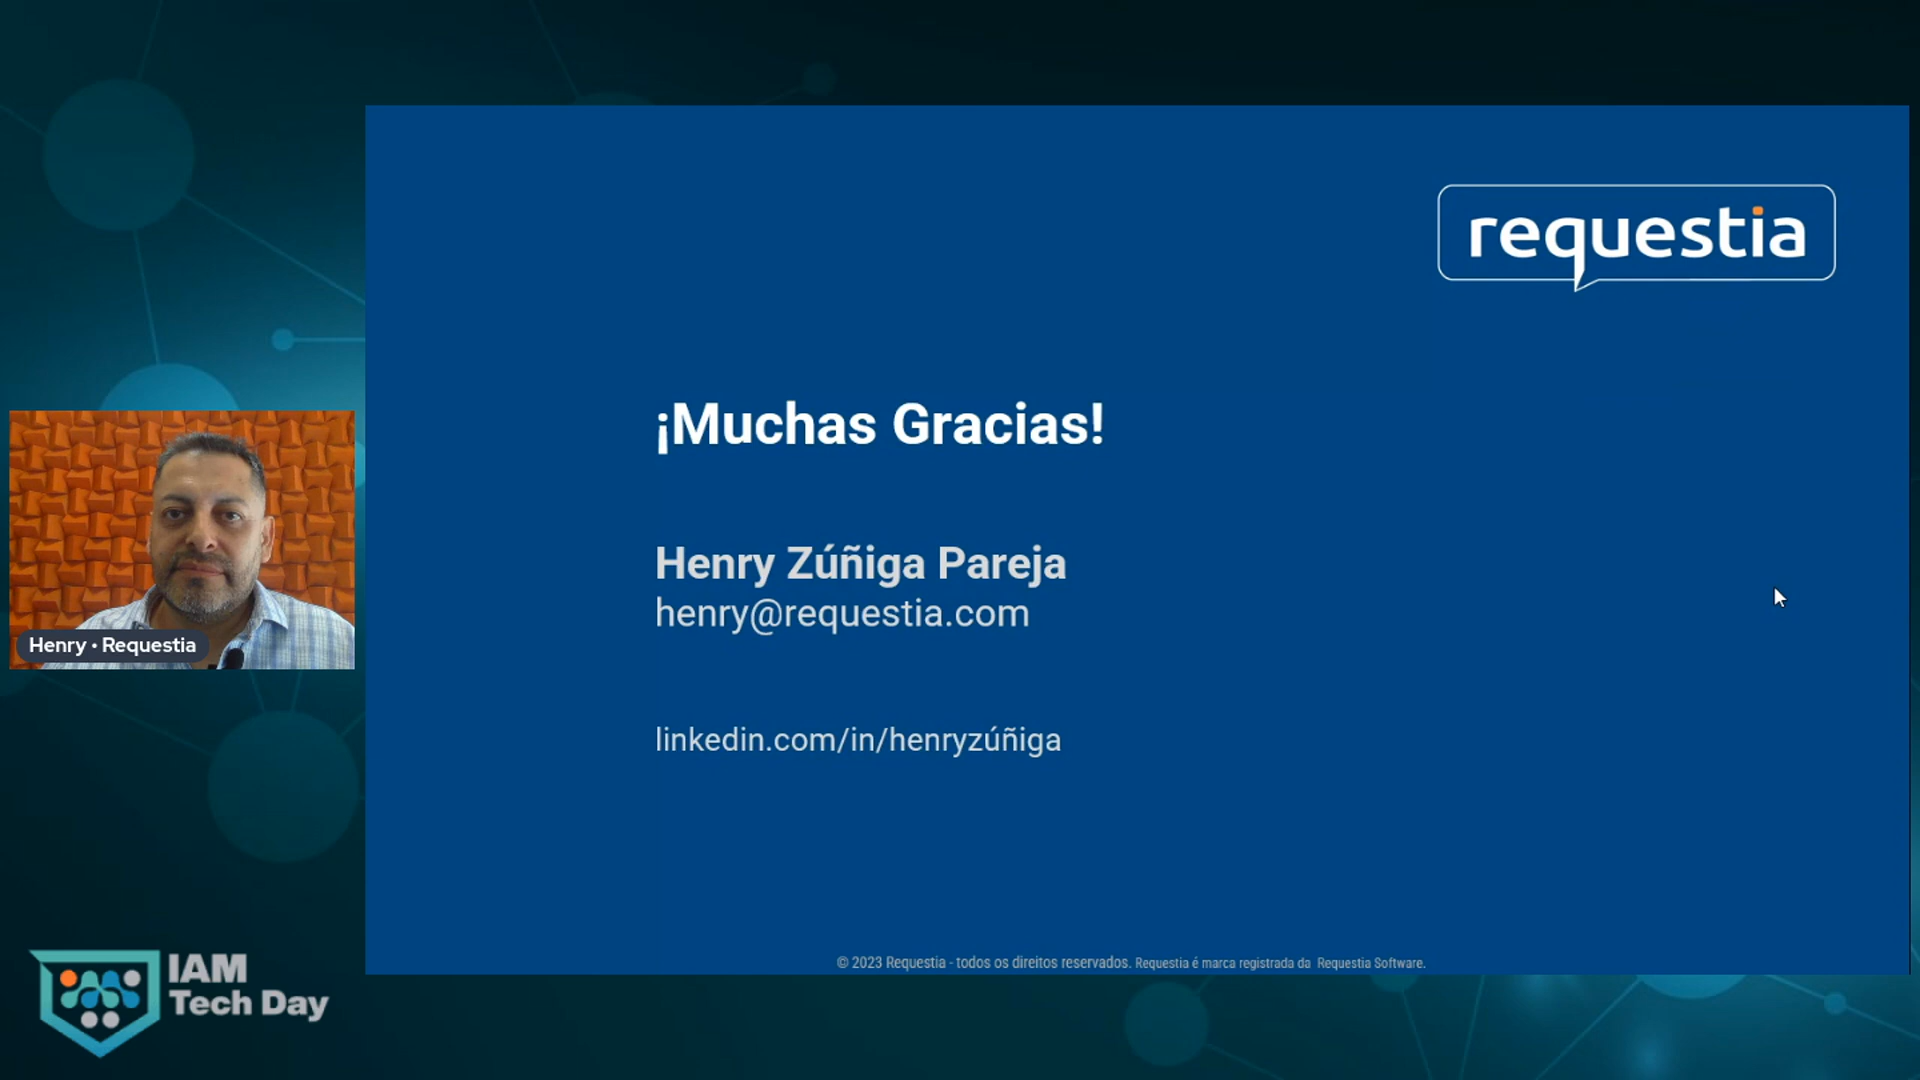 requestia
¡Muchas Gracias!
Henry Zúñiga Pareja
henry@requestia.com
Henry • Requestia
linkedin.com/in/henryzúñiga
© 2023 Requestia - todos os direitos reservados. Requestia é marca registrada da Requestia Software.
IAM
Tech Day